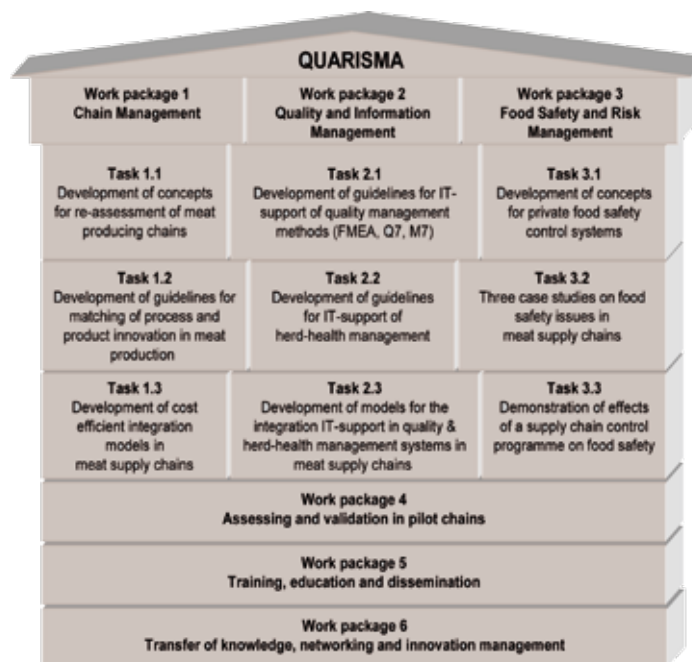 QUARISMA
Work package 1
Chain Management
Work package 2
Quality and Information
Management
Work package 3
Food Safety and Risk
Management
Task 1.1
Development of concepts
for re-assessment of meat
producing chains
Task 2.1
Development of guidelines for IT-
support of quality management
methods (FMEA, Q7, M7)
Task 3.1
Development of concepts
for private food safety
control systems
Task 1.2
Development of guidelines for
matching of process and
product innovation in meat
production
Task 2.2
Development of guidelines
for IT-support of
herd-health management
Task 3.2
Three case studies on food
safety issues in
meat supply chains
Task 1.3
Development of cost
efficient integration
models in
meat supply chains
Task 2.3
Development of models for the
integration IT-support in quality &
herd-health management systems in
meat supply chains
Task 3.3
Demonstration of effects
of a supply chain control
programme on food safety
Work package 4
Assessing and validation in pilot chains
Work package 5
Training, education and dissemination
Work package 6
Transfer of knowledge, networking and innovation management